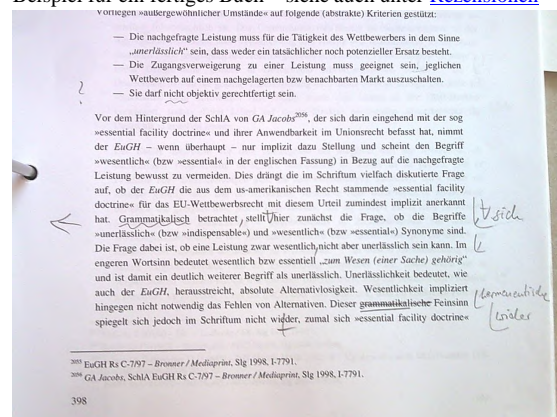 Beispiel für ein fertiges Buch – siehe auch unter Rezensionen
vorliegen »außergewöhnlicher Umstände« auf folgende (abstrakte) Kriterien gestützt:
— Die nachgefragte Leistung muss für die Tätigkeit des Wettbewerbers in dem Sinne
„unerlässlich“ sein, dass weder ein tatsächlicher noch potenzieller Ersatz besteht.
— Die Zugangsverweigerung zu einer Leistung muss geeignet sein, jeglichen
Wettbewerb auf einem nachgelagerten bzw benachbarten Markt auszuschalten.
— Sie darf nicht objektiv gerechtfertigt sein.
?
Vor dem Hintergrund der SchlA von GA Jacobs2056, der sich darin eingehend mit der sog
»essential facility doctrine« und ihrer Anwendbarkeit im Unionsrecht befasst hat, nimmt
der EuGH – wenn überhaupt – nur implizit dazu Stellung und scheint den Begriff
»wesentlich« (bzw »essential« in der englischen Fassung) in Bezug auf die nachgefragte
Leistung bewusst zu vermeiden. Dies drängt die im Schrifttum vielfach diskutierte Frage
auf, ob der EuGH die aus dem us-amerikanischen Recht stammende »essential facility
doctrine« für das EU-Wettbewerbsrecht mit diesem Urteil zumindest implizit anerkannt
hat. Grammatikalisch betrachtet, stellt hier zunächst die Frage, ob die Begriffe sich
»unerlässlich« (bzw »indispensable«) und »wesentlich« (bzw »essential«) Synonyme sind.
Die Frage dabei ist, ob eine Leistung zwar wesentlich, nicht aber unerlässlich sein kann. Im
engeren Wortsinn bedeutet wesentlich bzw essentiell „zum Wesen (einer Sache) gehörig“
und ist damit ein deutlich weiterer Begriff als unerlässlich. Unerlässlichkeit bedeutet, wie
auch der EuGH, herausstreicht, absolute Alternativlosigkeit. Wesentlichkeit impliziert
hingegen nicht notwendig das Fehlen von Alternativen. Dieser grammatikalische Feinsinn hermeneutische
spiegelt sich jedoch im Schrifttum nicht wieder, zumal sich »essential facility doctrine« wider
2055 EuGH Rs C-7/97 – Bronner / Mediaprint, Slg 1998, I-7791.
2056 GA Jacobs, SchlA EuGH Rs C-7/97 – Bronner / Mediaprint, Slg 1998, I-7791.
398